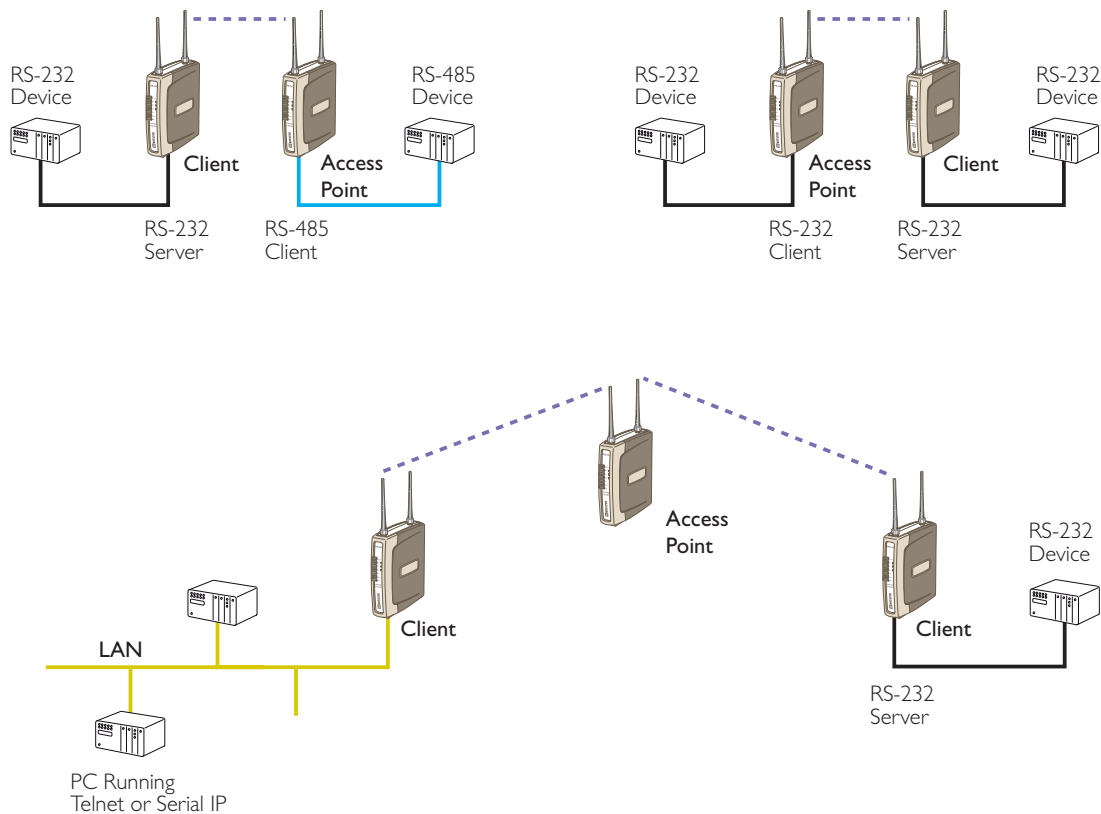 RS-232
Device
Client
Access
Point
RS-485
Device
RS-232
Server
RS-485
Client
RS-232
Device
Access
Point
Client
RS-232
Device
RS-232
Client
RS-232
Server
Access
Point
RS-232
Device
Client
Client
LAN
RS-232
Server
PC Running
Telnet or Serial IP